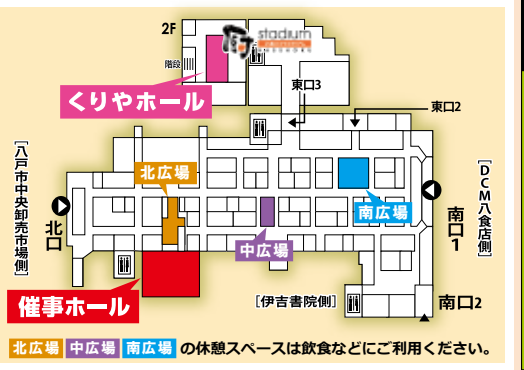 2F
厨 stadium
階段
くりやホール
東口3
東口2
[八戸市中央卸売市場側]
北広場
[DCM八食店側]
北口
南広場
南口1
中広場
催事ホール
[伊吉書院側]
南口2
北広場 中広場 南広場 の休憩スペースは飲食などにご利用ください。